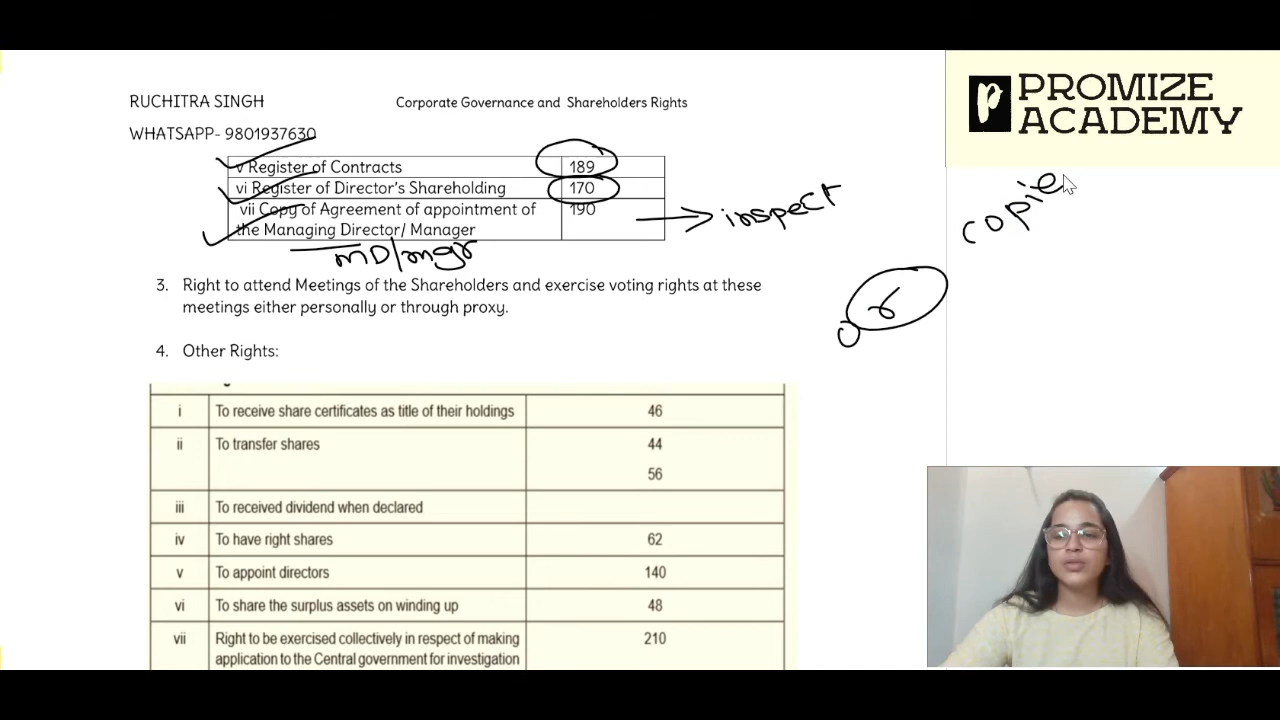 RUCHITRA SINGH
Corporate Governance and Shareholders Rights
PROMIZE
ACADEMY
WHATSAPP- 9801937630
v Register of Contracts 189
vi Register of Director's Shareholding 170
vii Copy of Agreement of appointment of 190
the Managing Director/ Manager
inspect
copie
MD/mgr
3. Right to attend Meetings of the Shareholders and exercise voting rights at these
meetings either personally or through proxy.
4. Other Rights:
i To receive share certificates as title of their holdings 46
ii To transfer shares 44
56
iii To received dividend when declared
iv To have right shares 62
v To appoint directors 140
vi To share the surplus assets on winding up 48
vii Right to be exercised collectively in respect of making 210
application to the Central government for investigation